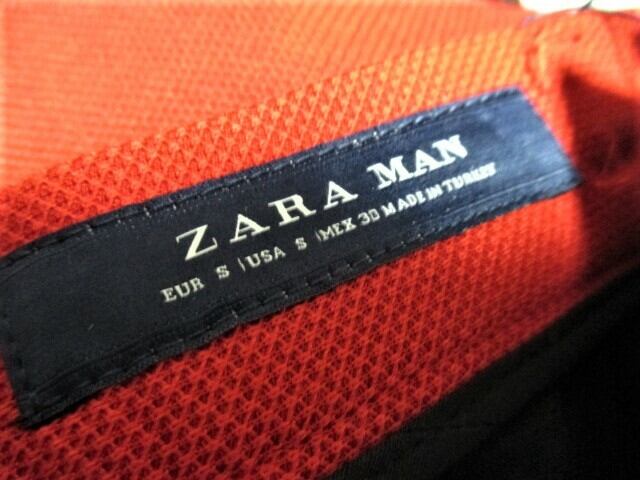 ZARA MAN
EUR S | USA S | MEX 30 MADE IN TURKEY